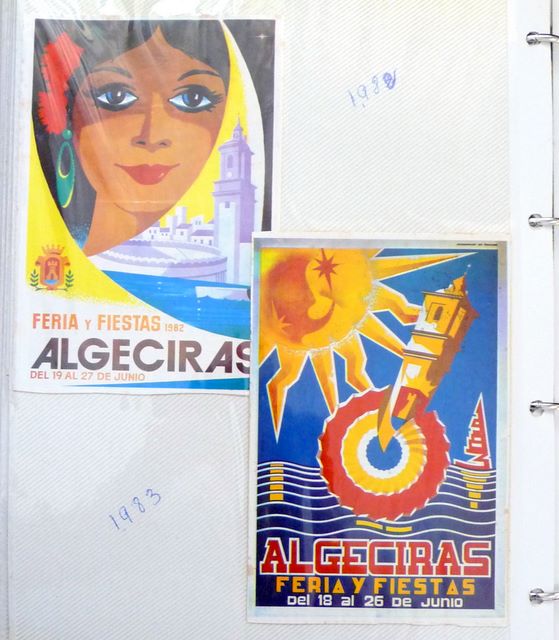 1982
FERIA Y FIESTAS 1982
ALGECIRAS
DEL 19 AL 27 DE JUNIO
1983
ALGECIRAS
FERIA Y FIESTAS
Del 18 al 26 DE JUNIO